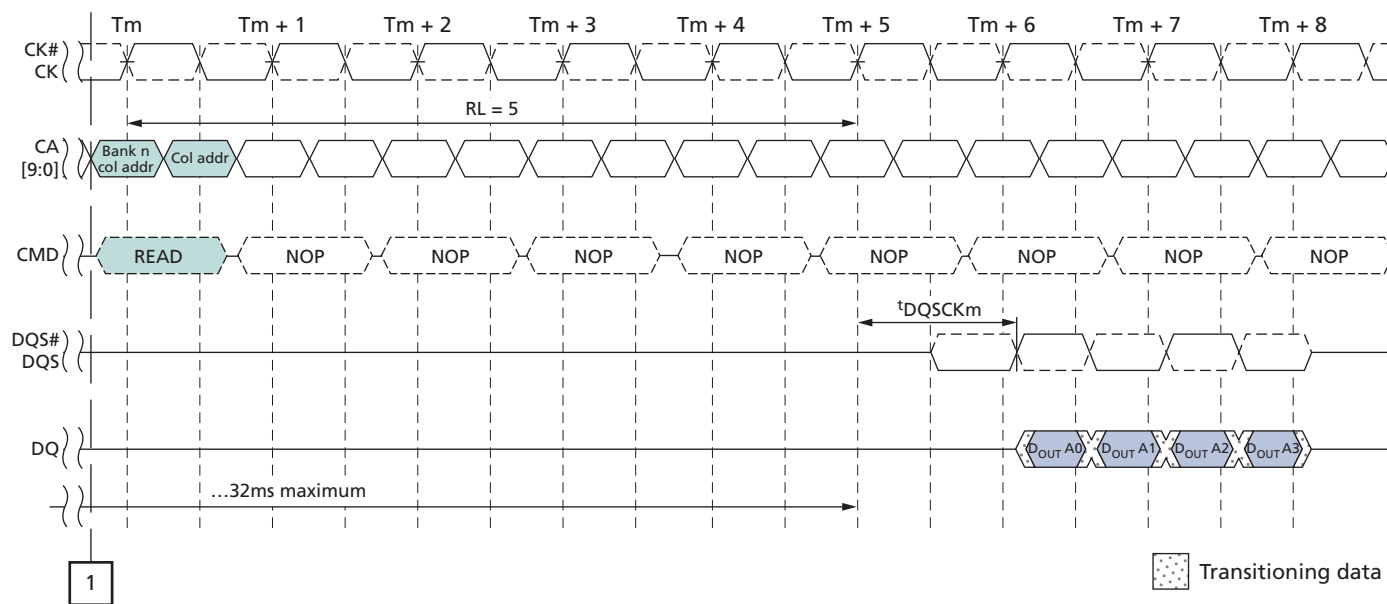 Tm Tm + 1 Tm + 2 Tm + 3 Tm + 4 Tm + 5 Tm + 6 Tm + 7 Tm + 8
CK#
CK
RL = 5
CA
[9:0]
Bank n
col addr
Col addr
CMD READ NOP NOP NOP NOP NOP NOP NOP NOP
tDQSCKm
DQS#
DQS
DQ DOUT A0 DOUT A1 DOUT A2 DOUT A3
…32ms maximum
1
Transitioning data